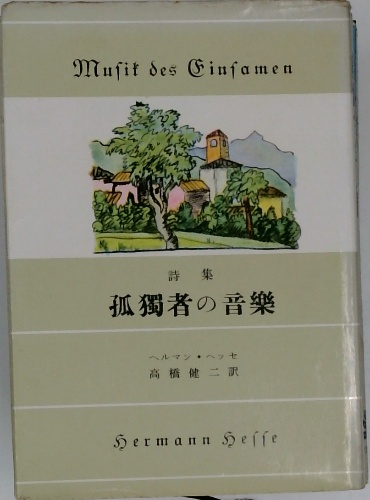 Musik des Einsamen
詩集
孤獨者の音樂
ヘルマン・ヘッセ
高橋健二訳
Hermann Hesse